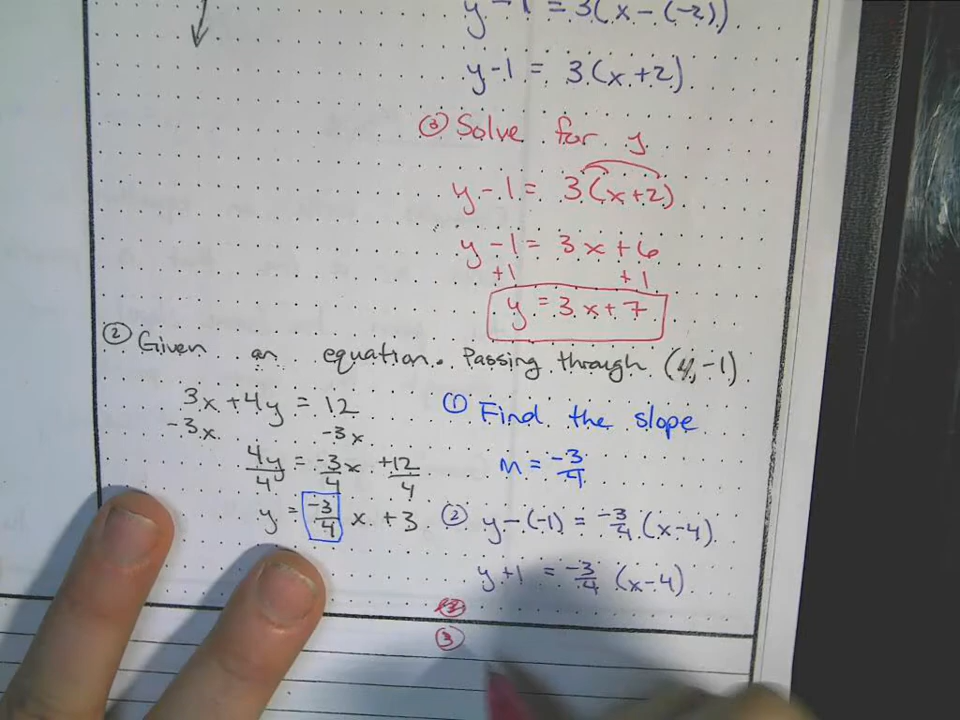 y-1 = 3(x-(-2))
y-1 = 3(x+2)
③ Solve for y
y-1 = 3(x+2)
y-1 = 3x+6
+1 +1
y = 3x+7
② Given an equation. Passing through (4,-1)
3x+4y = 12
-3x -3x
4y/4 = -3x/4 +12/4
y = -3/4 x +3
① Find the slope
m = -3/4
② y-(-1) = -3/4 (x-4)
y+1 = -3/4 (x-4)
③